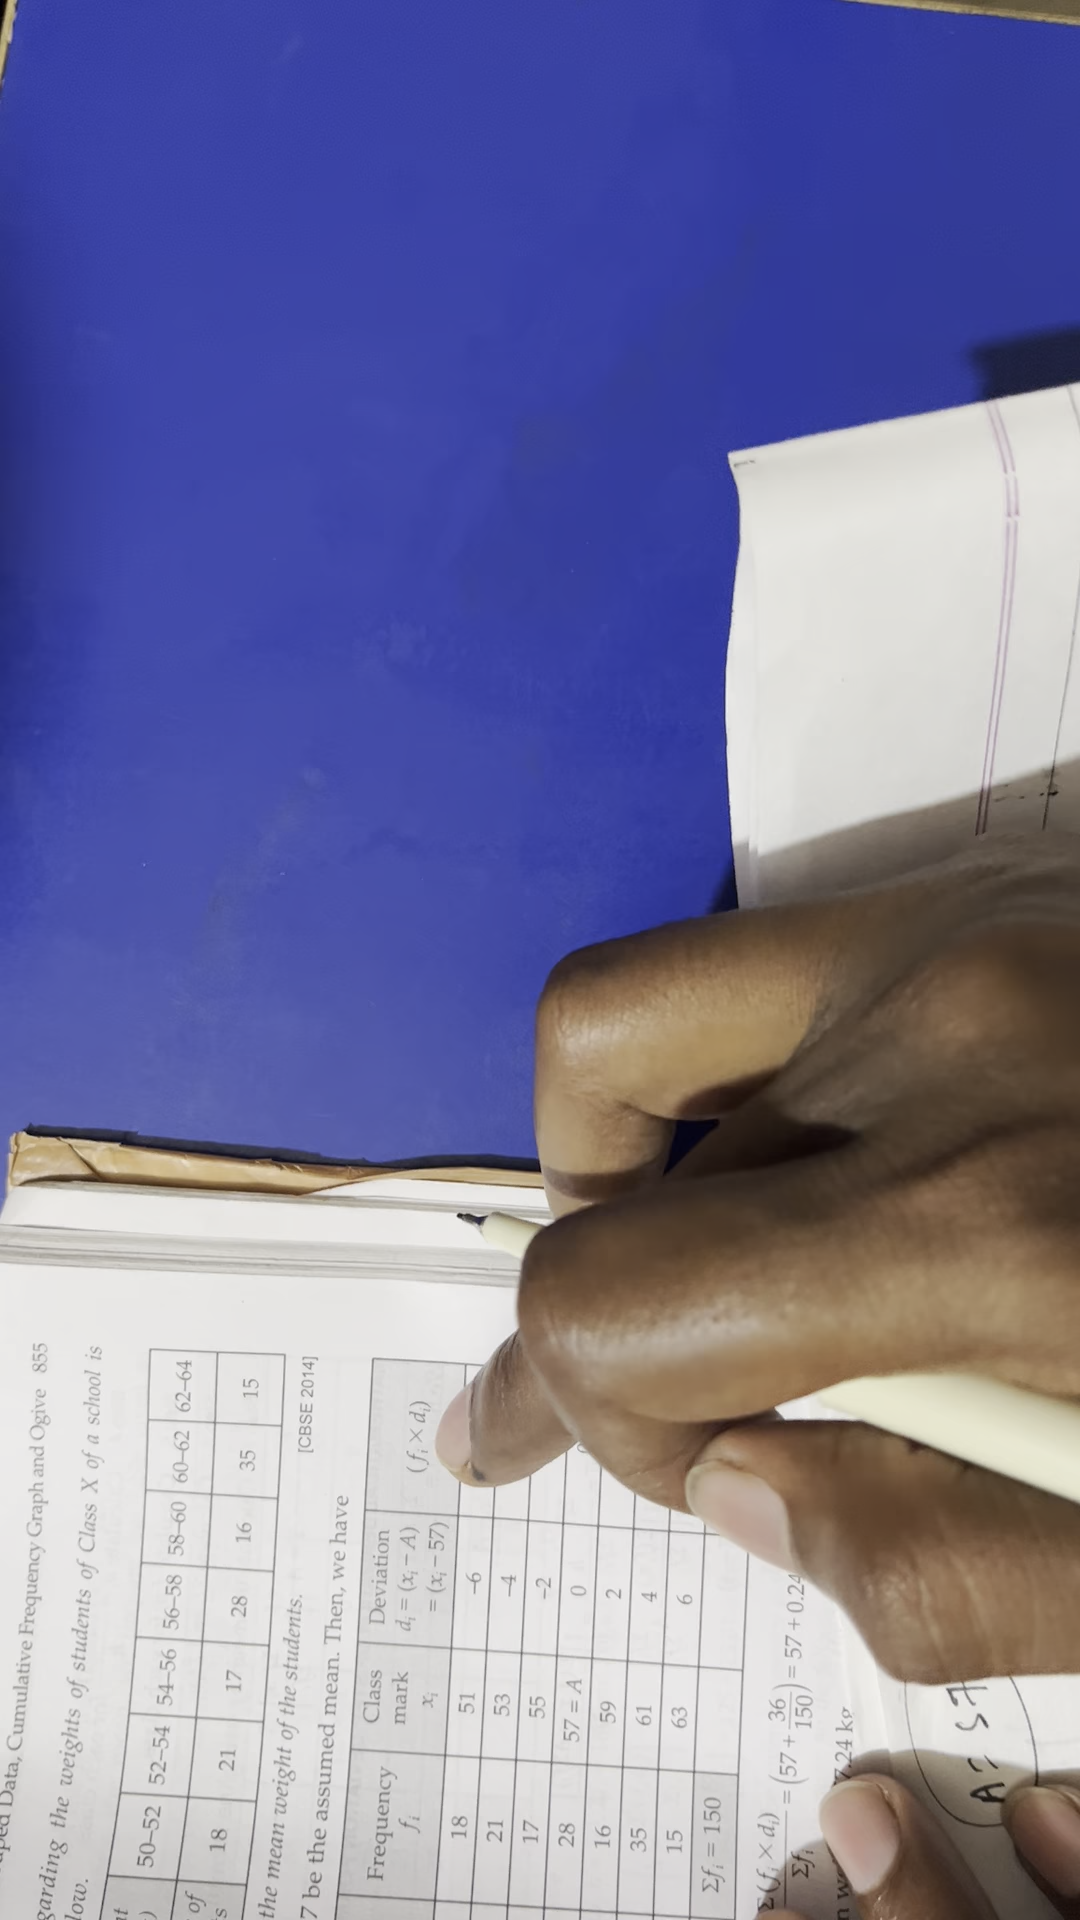 Data, Cumulative Frequency Graph and Ogive 855
the weights of students of Class X of a school is
50–52 52–54 54–56 56–58 58–60 60–62 62–64
of 18 21 17 28 16 35 15
the mean weight of the students. [CBSE 2014]
7 be the assumed mean. Then, we have
Frequency Class Deviation
mark dᵢ = (xᵢ – A) (fᵢ × dᵢ)
fᵢ xᵢ = (xᵢ – 57)
18 51 –6
21 53 –4
17 55 –2
28 57 = A 0
16 59 2
35 61 4
15 63 6
Σfᵢ = 150
Σ(fᵢ × dᵢ) / Σfᵢ = (57 + 36/150) = 57 + 0.24
7.24 kg
A = 57